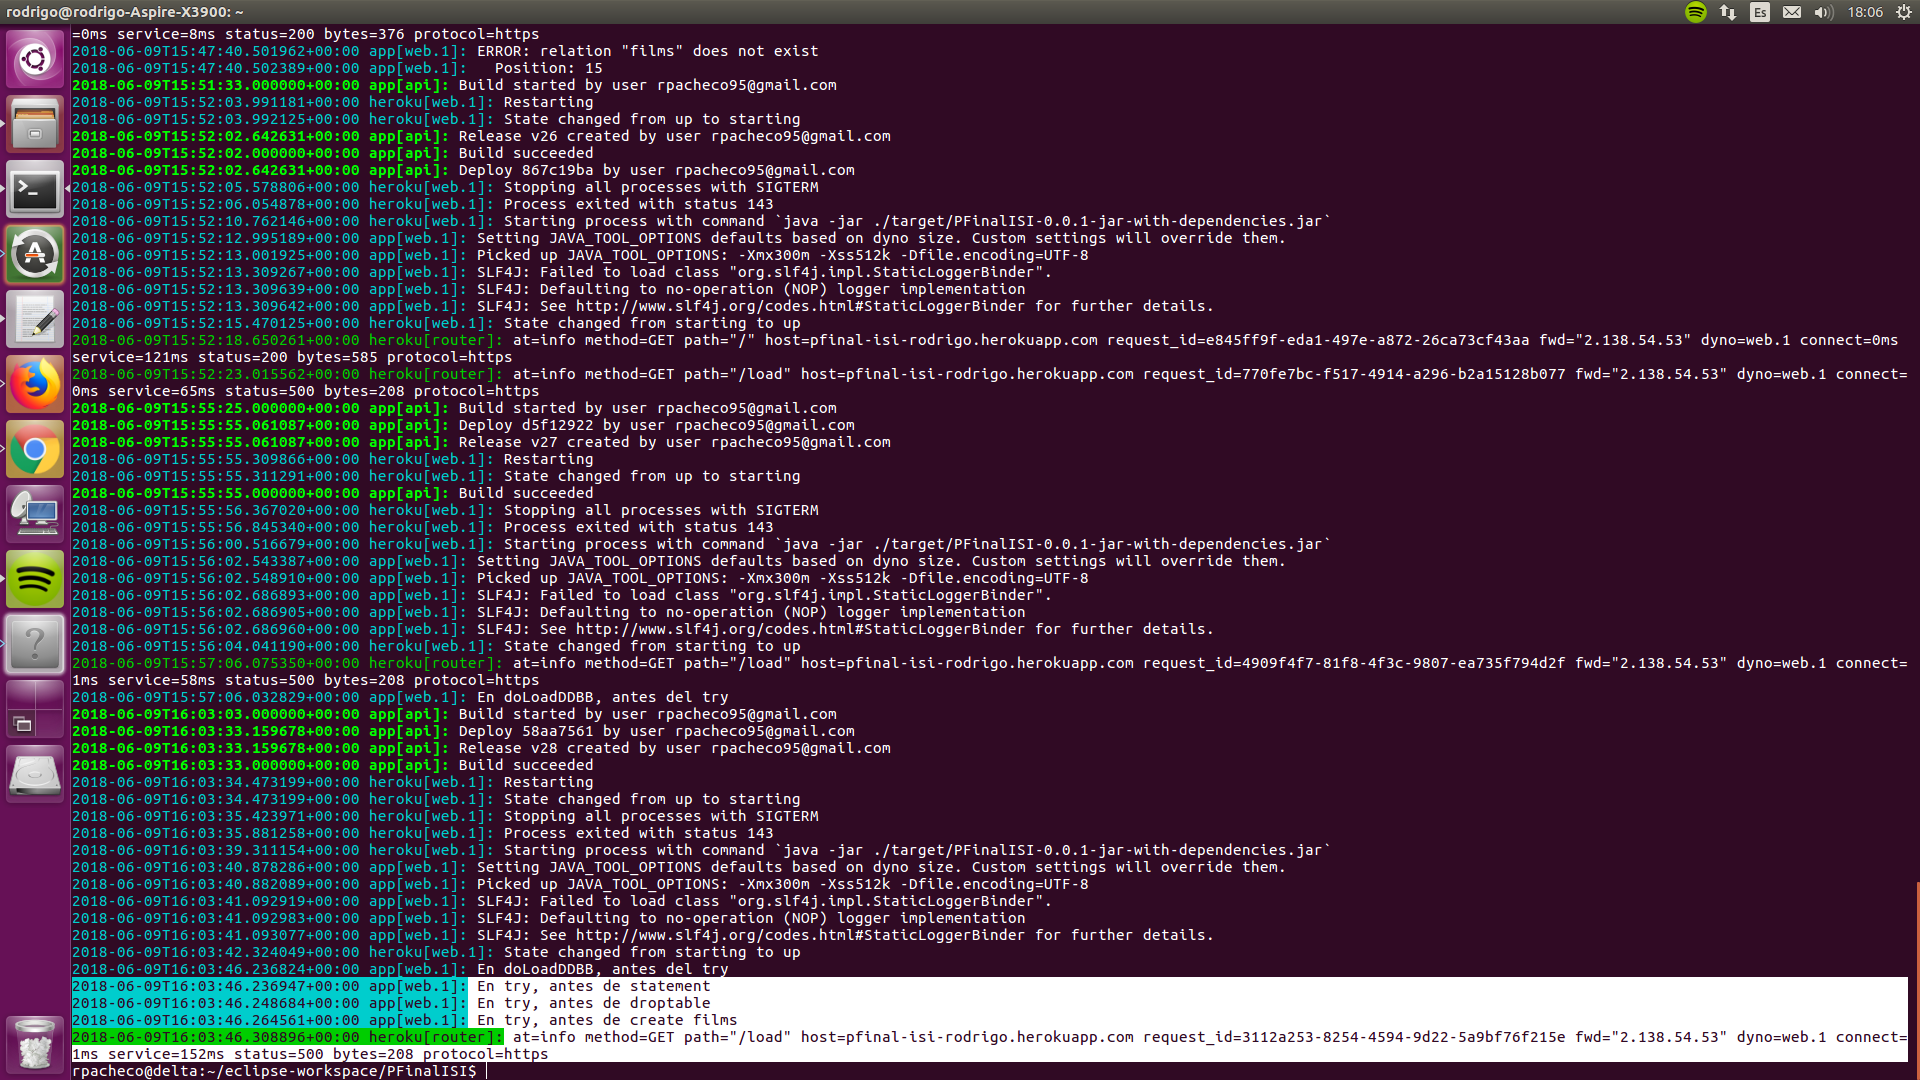 rodrigo@rodrigo-Aspire-X3900: ~
Es
18:06
=0ms service=8ms status=200 bytes=376 protocol=https
2018-06-09T15:47:40.501962+00:00 app[web.1]: ERROR: relation "films" does not exist
2018-06-09T15:47:40.502389+00:00 app[web.1]:   Position: 15
2018-06-09T15:51:33.000000+00:00 app[api]: Build started by user rpacheco95@gmail.com
2018-06-09T15:52:03.991181+00:00 heroku[web.1]: Restarting
2018-06-09T15:52:03.992125+00:00 heroku[web.1]: State changed from up to starting
2018-06-09T15:52:02.642631+00:00 app[api]: Release v26 created by user rpacheco95@gmail.com
2018-06-09T15:52:02.000000+00:00 app[api]: Build succeeded
2018-06-09T15:52:02.642631+00:00 app[api]: Deploy 867c19ba by user rpacheco95@gmail.com
2018-06-09T15:52:05.578806+00:00 heroku[web.1]: Stopping all processes with SIGTERM
2018-06-09T15:52:06.054878+00:00 heroku[web.1]: Process exited with status 143
2018-06-09T15:52:10.762146+00:00 heroku[web.1]: Starting process with command `java -jar ./target/PFinalISI-0.0.1-jar-with-dependencies.jar`
2018-06-09T15:52:12.995189+00:00 app[web.1]: Setting JAVA_TOOL_OPTIONS defaults based on dyno size. Custom settings will override them.
2018-06-09T15:52:13.001925+00:00 app[web.1]: Picked up JAVA_TOOL_OPTIONS: -Xmx300m -Xss512k -Dfile.encoding=UTF-8
2018-06-09T15:52:13.309267+00:00 app[web.1]: SLF4J: Failed to load class "org.slf4j.impl.StaticLoggerBinder".
2018-06-09T15:52:13.309639+00:00 app[web.1]: SLF4J: Defaulting to no-operation (NOP) logger implementation
2018-06-09T15:52:13.309642+00:00 app[web.1]: SLF4J: See http://www.slf4j.org/codes.html#StaticLoggerBinder for further details.
2018-06-09T15:52:15.470125+00:00 heroku[web.1]: State changed from starting to up
2018-06-09T15:52:18.650261+00:00 heroku[router]: at=info method=GET path="/" host=pfinal-isi-rodrigo.herokuapp.com request_id=e845ff9f-eda1-497e-a872-26ca73cf43aa fwd="2.138.54.53" dyno=web.1 connect=0ms
service=121ms status=200 bytes=585 protocol=https
2018-06-09T15:52:23.015562+00:00 heroku[router]: at=info method=GET path="/load" host=pfinal-isi-rodrigo.herokuapp.com request_id=770fe7bc-f517-4914-a296-b2a15128b077 fwd="2.138.54.53" dyno=web.1 connect=
0ms service=65ms status=500 bytes=208 protocol=https
2018-06-09T15:55:25.000000+00:00 app[api]: Build started by user rpacheco95@gmail.com
2018-06-09T15:55:55.061087+00:00 app[api]: Deploy d5f12922 by user rpacheco95@gmail.com
2018-06-09T15:55:55.061087+00:00 app[api]: Release v27 created by user rpacheco95@gmail.com
2018-06-09T15:55:55.309866+00:00 heroku[web.1]: Restarting
2018-06-09T15:55:55.311291+00:00 heroku[web.1]: State changed from up to starting
2018-06-09T15:55:55.000000+00:00 app[api]: Build succeeded
2018-06-09T15:55:56.367020+00:00 heroku[web.1]: Stopping all processes with SIGTERM
2018-06-09T15:55:56.845340+00:00 heroku[web.1]: Process exited with status 143
2018-06-09T15:56:00.516679+00:00 heroku[web.1]: Starting process with command `java -jar ./target/PFinalISI-0.0.1-jar-with-dependencies.jar`
2018-06-09T15:56:02.543387+00:00 app[web.1]: Setting JAVA_TOOL_OPTIONS defaults based on dyno size. Custom settings will override them.
2018-06-09T15:56:02.548910+00:00 app[web.1]: Picked up JAVA_TOOL_OPTIONS: -Xmx300m -Xss512k -Dfile.encoding=UTF-8
2018-06-09T15:56:02.686893+00:00 app[web.1]: SLF4J: Failed to load class "org.slf4j.impl.StaticLoggerBinder".
2018-06-09T15:56:02.686905+00:00 app[web.1]: SLF4J: Defaulting to no-operation (NOP) logger implementation
2018-06-09T15:56:02.686960+00:00 app[web.1]: SLF4J: See http://www.slf4j.org/codes.html#StaticLoggerBinder for further details.
2018-06-09T15:56:04.041190+00:00 heroku[web.1]: State changed from starting to up
2018-06-09T15:57:06.075350+00:00 heroku[router]: at=info method=GET path="/load" host=pfinal-isi-rodrigo.herokuapp.com request_id=4909f4f7-81f8-4f3c-9807-ea735f794d2f fwd="2.138.54.53" dyno=web.1 connect=
1ms service=58ms status=500 bytes=208 protocol=https
2018-06-09T15:57:06.032829+00:00 app[web.1]: En doLoadDDBB, antes del try
2018-06-09T16:03:03.000000+00:00 app[api]: Build started by user rpacheco95@gmail.com
2018-06-09T16:03:33.159678+00:00 app[api]: Deploy 58aa7561 by user rpacheco95@gmail.com
2018-06-09T16:03:33.159678+00:00 app[api]: Release v28 created by user rpacheco95@gmail.com
2018-06-09T16:03:33.000000+00:00 app[api]: Build succeeded
2018-06-09T16:03:34.473199+00:00 heroku[web.1]: Restarting
2018-06-09T16:03:34.473199+00:00 heroku[web.1]: State changed from up to starting
2018-06-09T16:03:35.423971+00:00 heroku[web.1]: Stopping all processes with SIGTERM
2018-06-09T16:03:35.881258+00:00 heroku[web.1]: Process exited with status 143
2018-06-09T16:03:39.311154+00:00 heroku[web.1]: Starting process with command `java -jar ./target/PFinalISI-0.0.1-jar-with-dependencies.jar`
2018-06-09T16:03:40.878286+00:00 app[web.1]: Setting JAVA_TOOL_OPTIONS defaults based on dyno size. Custom settings will override them.
2018-06-09T16:03:40.882089+00:00 app[web.1]: Picked up JAVA_TOOL_OPTIONS: -Xmx300m -Xss512k -Dfile.encoding=UTF-8
2018-06-09T16:03:41.092919+00:00 app[web.1]: SLF4J: Failed to load class "org.slf4j.impl.StaticLoggerBinder".
2018-06-09T16:03:41.092983+00:00 app[web.1]: SLF4J: Defaulting to no-operation (NOP) logger implementation
2018-06-09T16:03:41.093077+00:00 app[web.1]: SLF4J: See http://www.slf4j.org/codes.html#StaticLoggerBinder for further details.
2018-06-09T16:03:42.324049+00:00 heroku[web.1]: State changed from starting to up
2018-06-09T16:03:46.236824+00:00 app[web.1]: En doLoadDDBB, antes del try
2018-06-09T16:03:46.236947+00:00 app[web.1]: En try, antes de statement
2018-06-09T16:03:46.248684+00:00 app[web.1]: En try, antes de droptable
2018-06-09T16:03:46.264561+00:00 app[web.1]: En try, antes de create films
2018-06-09T16:03:46.308896+00:00 heroku[router]: at=info method=GET path="/load" host=pfinal-isi-rodrigo.herokuapp.com request_id=3112a253-8254-4594-9d22-5a9bf76f215e fwd="2.138.54.53" dyno=web.1 connect=
1ms service=152ms status=500 bytes=208 protocol=https
rpacheco@delta:~/eclipse-workspace/PFinalISI$